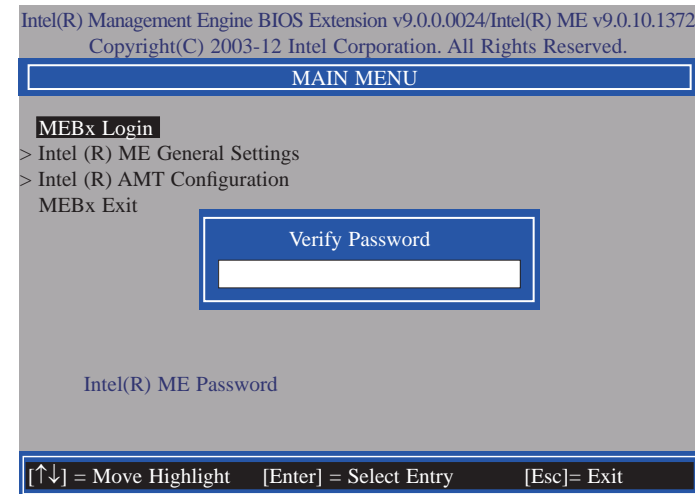 Intel(R) Management Engine BIOS Extension v9.0.0.0024/Intel(R) ME v9.0.10.1372
Copyright(C) 2003-12 Intel Corporation. All Rights Reserved.
MAIN MENU
MEBx Login
> Intel (R) ME General Settings
> Intel (R) AMT Configuration
MEBx Exit
Verify Password
Intel(R) ME Password
[↑↓] = Move Highlight [Enter] = Select Entry [Esc]= Exit